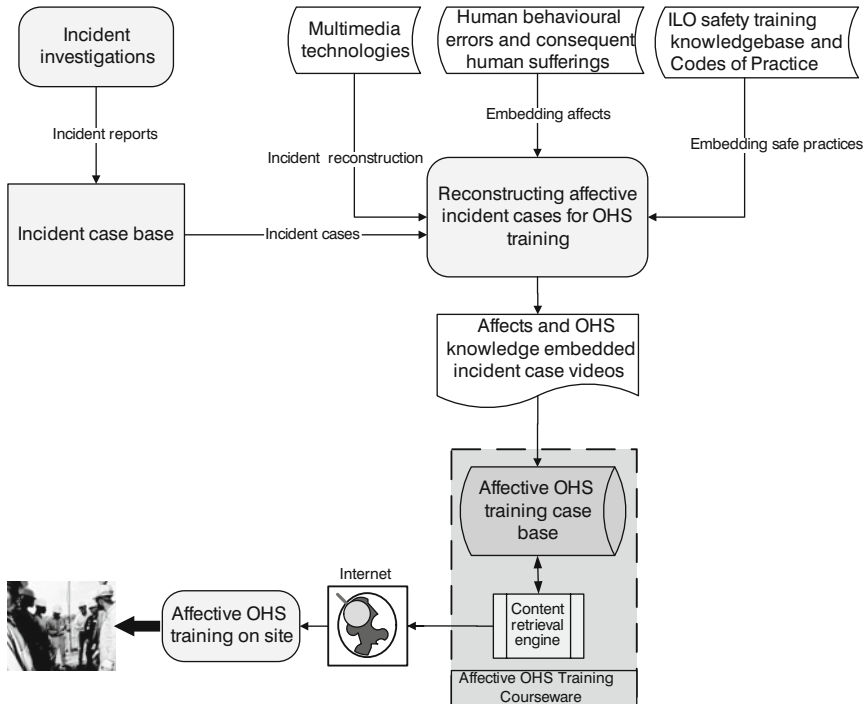 Incident
investigations
Multimedia
technologies
Human behavioural
errors and consequent
human sufferings
ILO safety training
knowledgebase and
Codes of Practice
Incident reports
Embedding affects
Incident reconstruction
Embedding safe practices
Incident case base
Incident cases
Reconstructing affective
incident cases for OHS
training
Affects and OHS
knowledge embedded
incident case videos
Affective OHS
training case
base
Internet
Affective OHS
training on site
Content
retrieval
engine
Affective OHS Training
Courseware